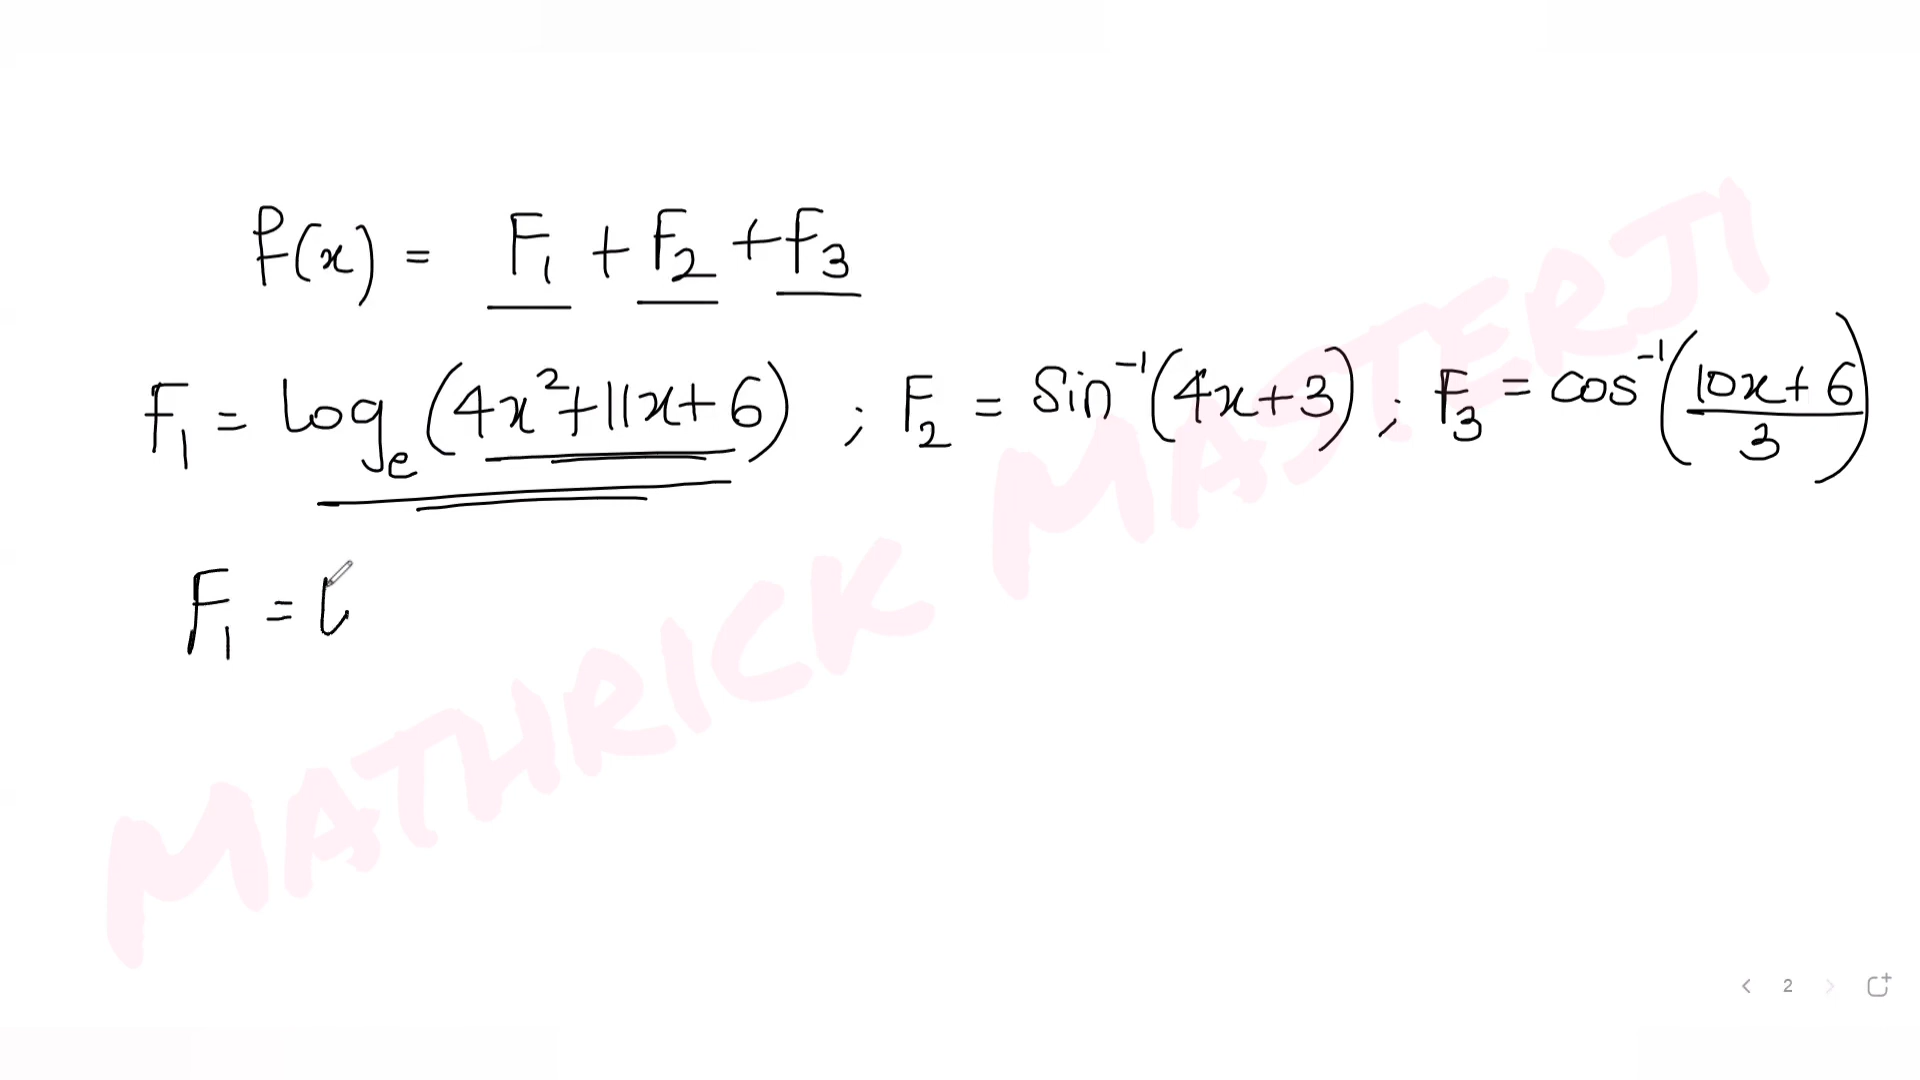 f(x) = F₁ + F₂ + F₃
F₁ = logₑ(4x²+11x+6) ; F₂ = Sin⁻¹(4x+3) ; F₃ = cos⁻¹((10x+6)/3)
F₁ = l
MATHRICK MASTERJI
2